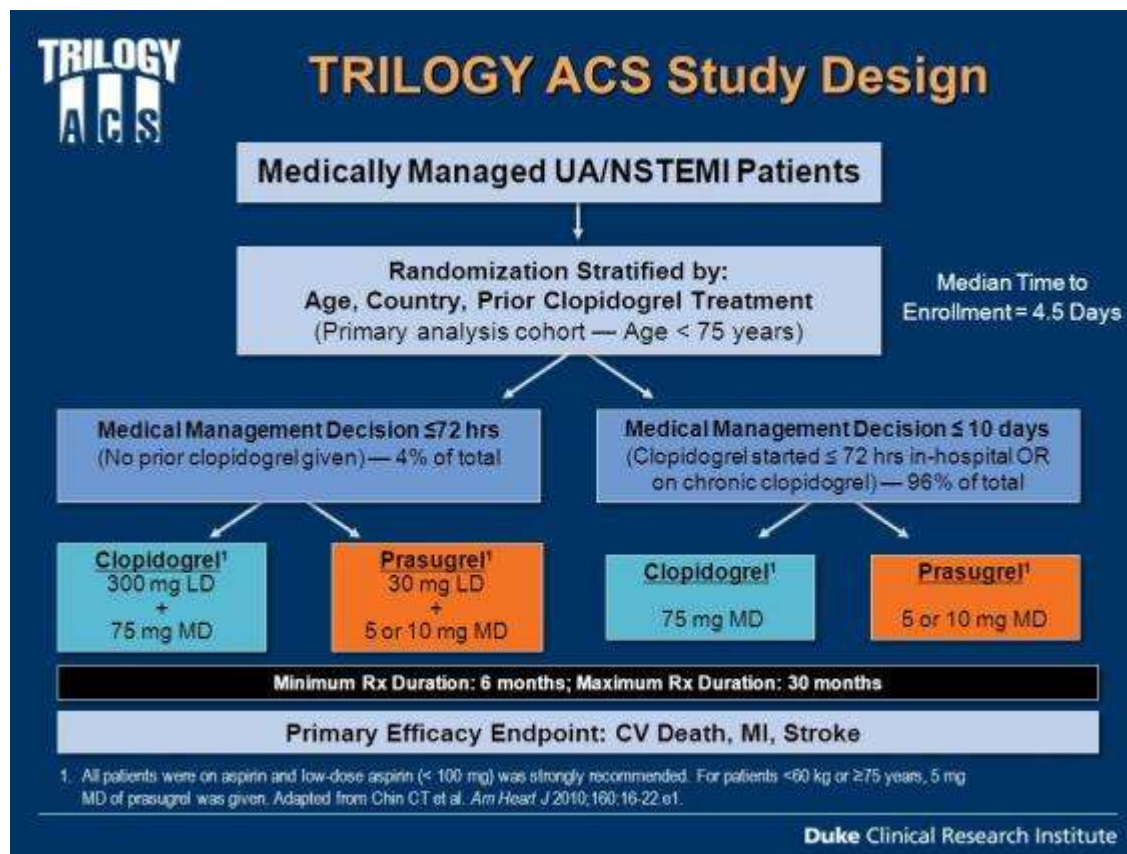 TRILOGY
ACS
TRILOGY ACS Study Design
Medically Managed UA/NSTEMI Patients
Randomization Stratified by:
Age, Country, Prior Clopidogrel Treatment
(Primary analysis cohort — Age < 75 years)
Median Time to
Enrollment = 4.5 Days
Medical Management Decision ≤72 hrs
(No prior clopidogrel given) — 4% of total
Medical Management Decision ≤ 10 days
(Clopidogrel started ≤ 72 hrs in-hospital OR
on chronic clopidogrel) — 96% of total
Clopidogrel¹
300 mg LD
+
75 mg MD
Prasugrel¹
30 mg LD
+
5 or 10 mg MD
Clopidogrel¹
75 mg MD
Prasugrel¹
5 or 10 mg MD
Minimum Rx Duration: 6 months; Maximum Rx Duration: 30 months
Primary Efficacy Endpoint: CV Death, MI, Stroke
1. All patients were on aspirin and low-dose aspirin (< 100 mg) was strongly recommended. For patients <60 kg or ≥75 years, 5 mg
MD of prasugrel was given. Adapted from Chin CT et al. Am Heart J 2010;160:16-22.e1.
Duke Clinical Research Institute